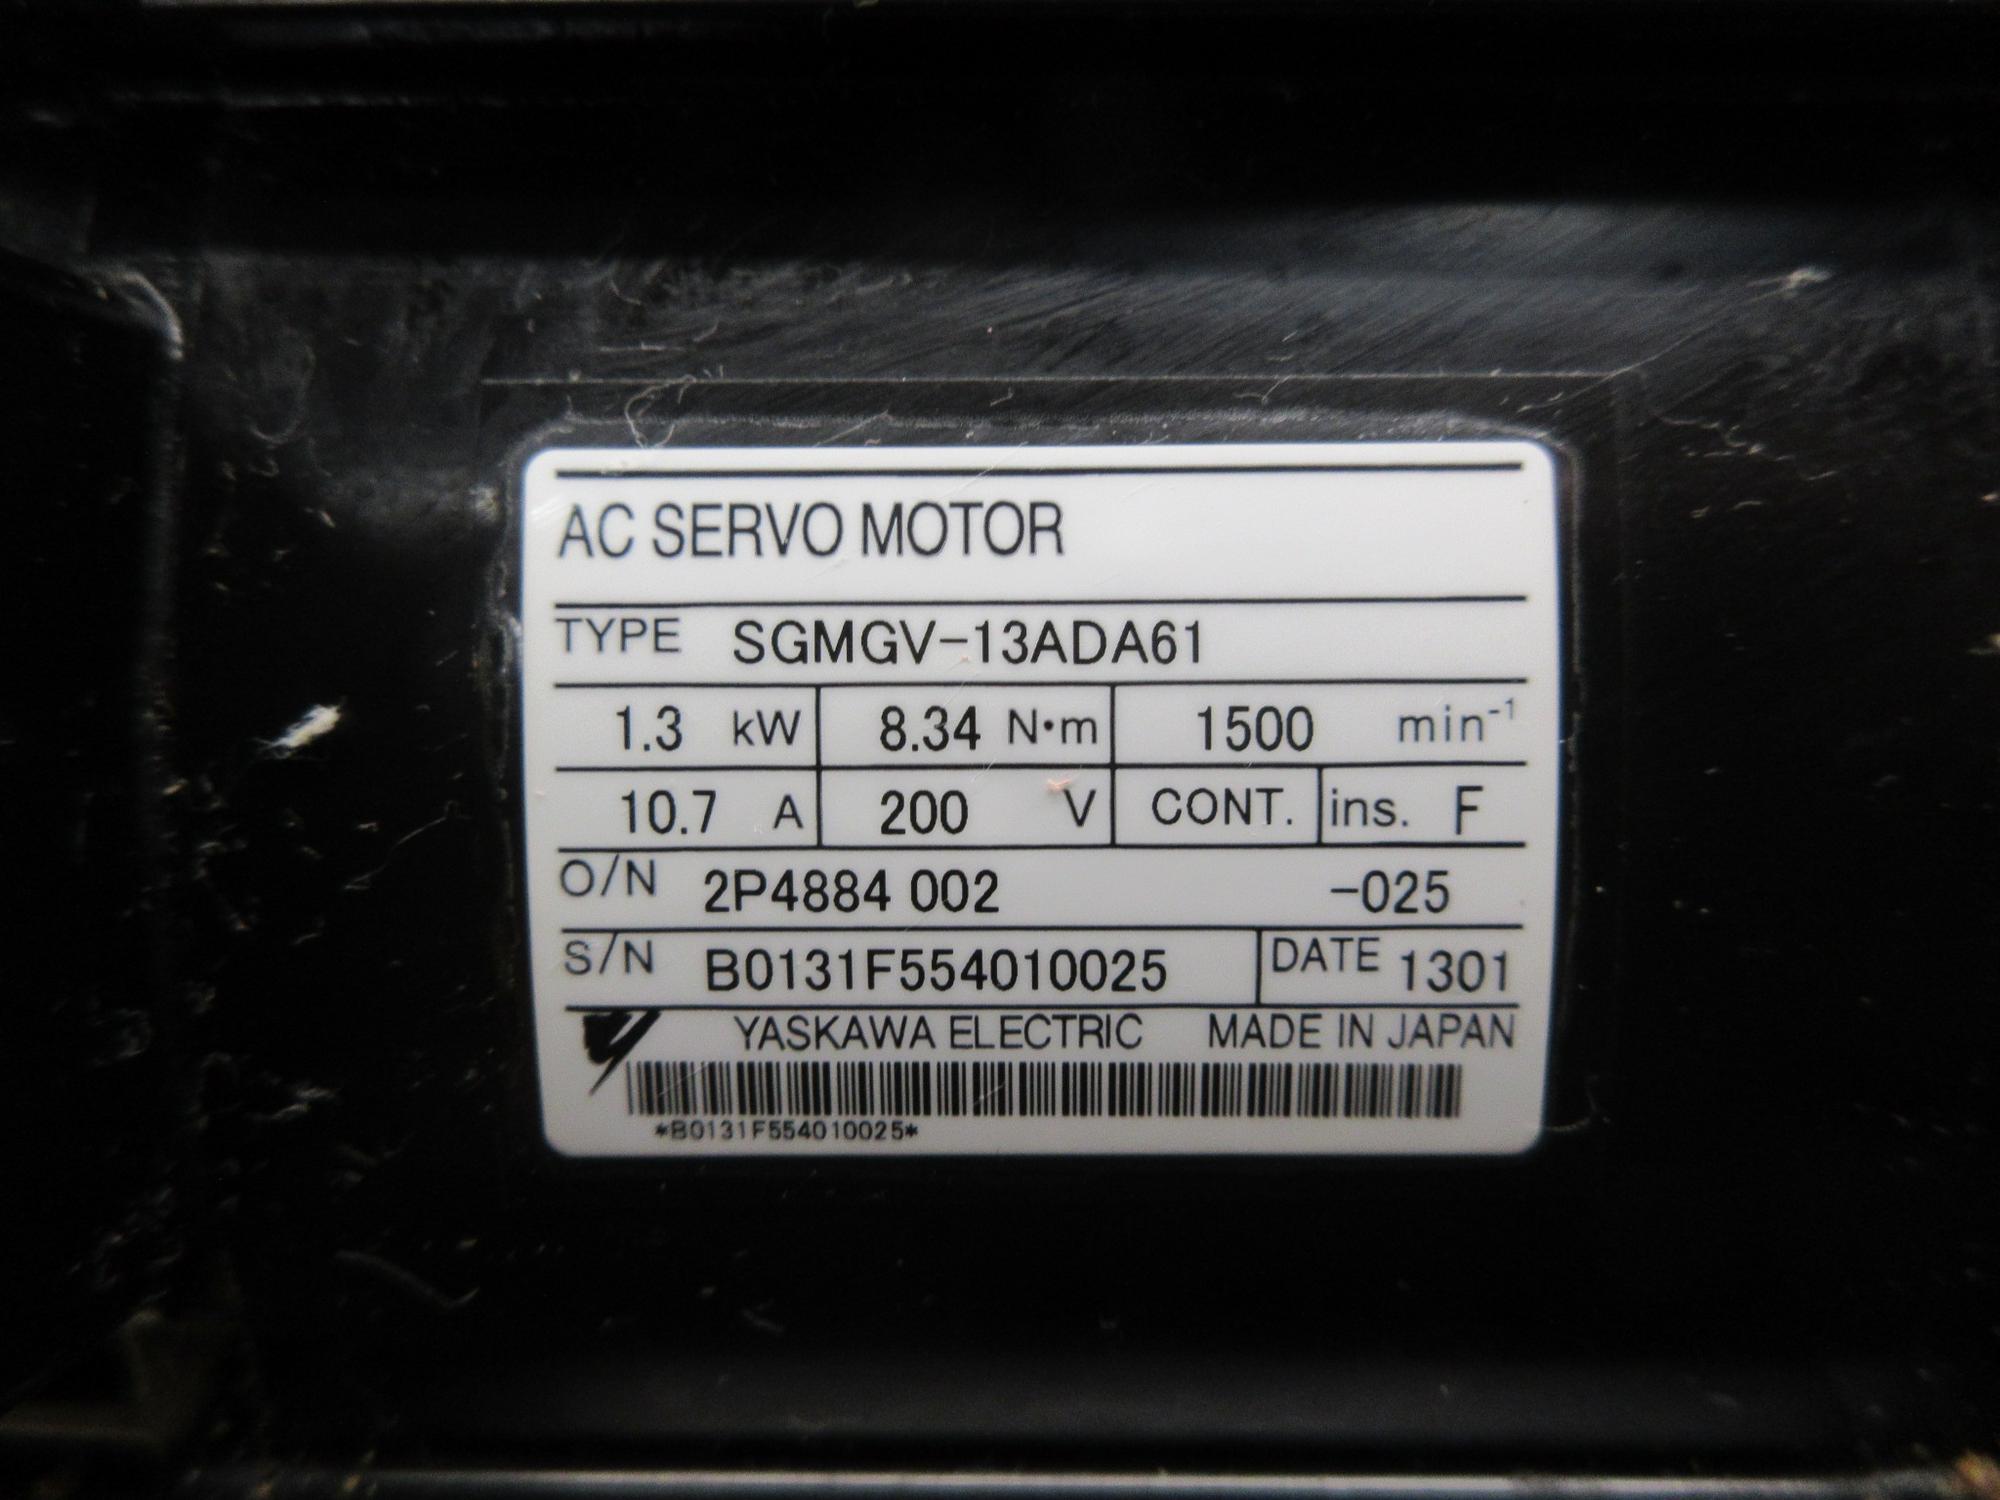 AC SERVO MOTOR
TYPE SGMGV-13ADA61
1.3 kW 8.34 N·m 1500 min⁻¹
10.7 A 200 V CONT. ins. F
O/N 2P4884 002 -025
S/N B0131F554010025 DATE 1301
YASKAWA ELECTRIC MADE IN JAPAN
*B0131F554010025*